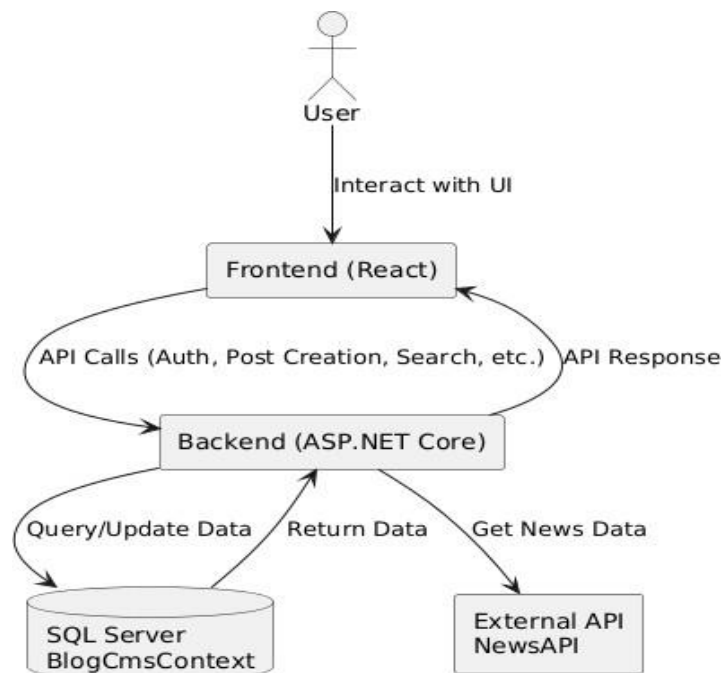 User
Interact with UI
Frontend (React)
API Calls (Auth, Post Creation, Search, etc.)
API Response
Backend (ASP.NET Core)
Query/Update Data
Return Data
Get News Data
SQL Server
BlogCmsContext
External API
NewsAPI